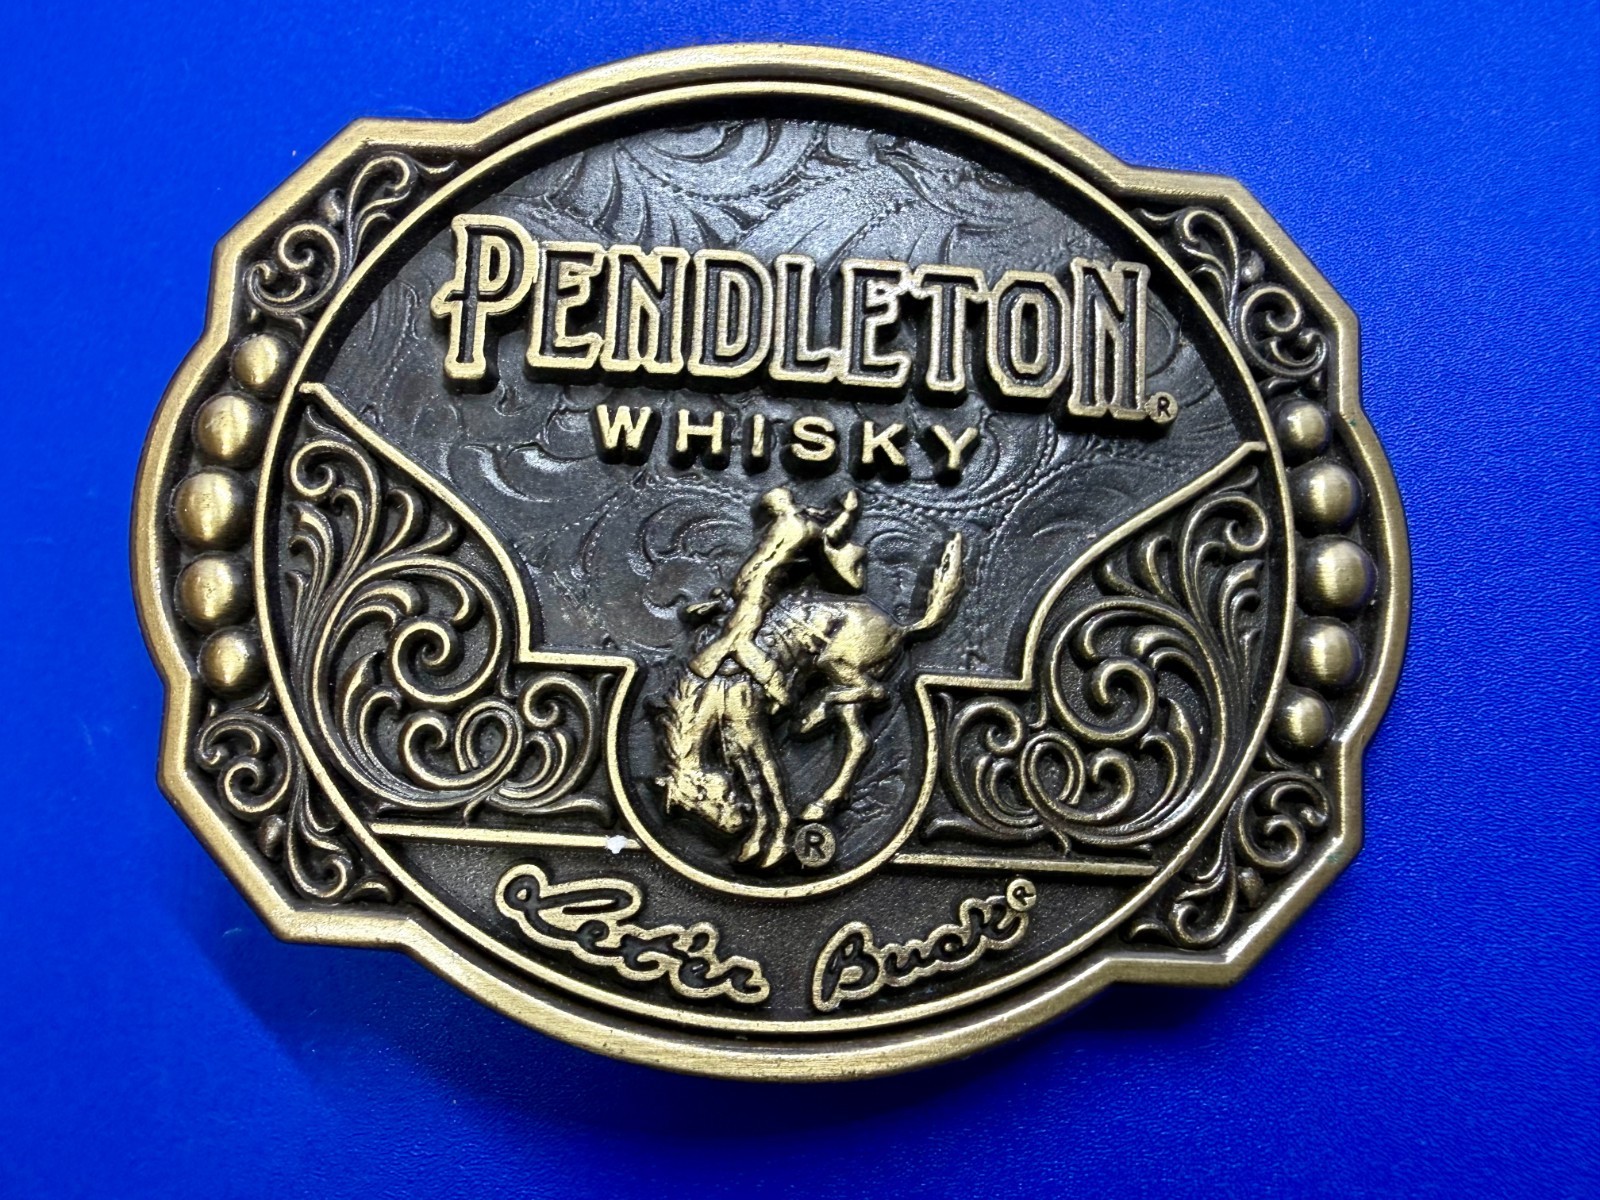 PENDLETON®
WHISKY
®
Let'er Buck®